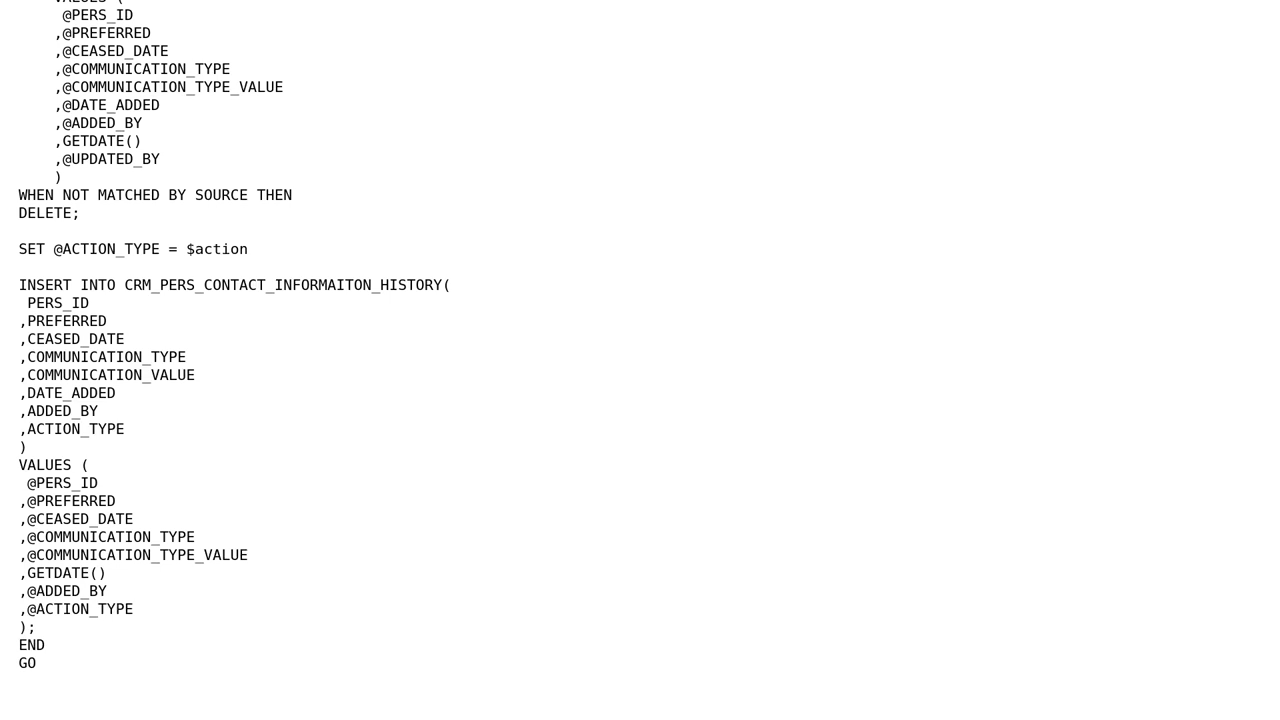 VALUES (
@PERS_ID
,@PREFERRED
,@CEASED_DATE
,@COMMUNICATION_TYPE
,@COMMUNICATION_TYPE_VALUE
,@DATE_ADDED
,@ADDED_BY
,GETDATE()
,@UPDATED_BY
)
WHEN NOT MATCHED BY SOURCE THEN
DELETE;
SET @ACTION_TYPE = $action
INSERT INTO CRM_PERS_CONTACT_INFORMAITON_HISTORY(
PERS_ID
,PREFERRED
,CEASED_DATE
,COMMUNICATION_TYPE
,COMMUNICATION_VALUE
,DATE_ADDED
,ADDED_BY
,ACTION_TYPE
)
VALUES (
@PERS_ID
,@PREFERRED
,@CEASED_DATE
,@COMMUNICATION_TYPE
,@COMMUNICATION_TYPE_VALUE
,GETDATE()
,@ADDED_BY
,@ACTION_TYPE
);
END
GO